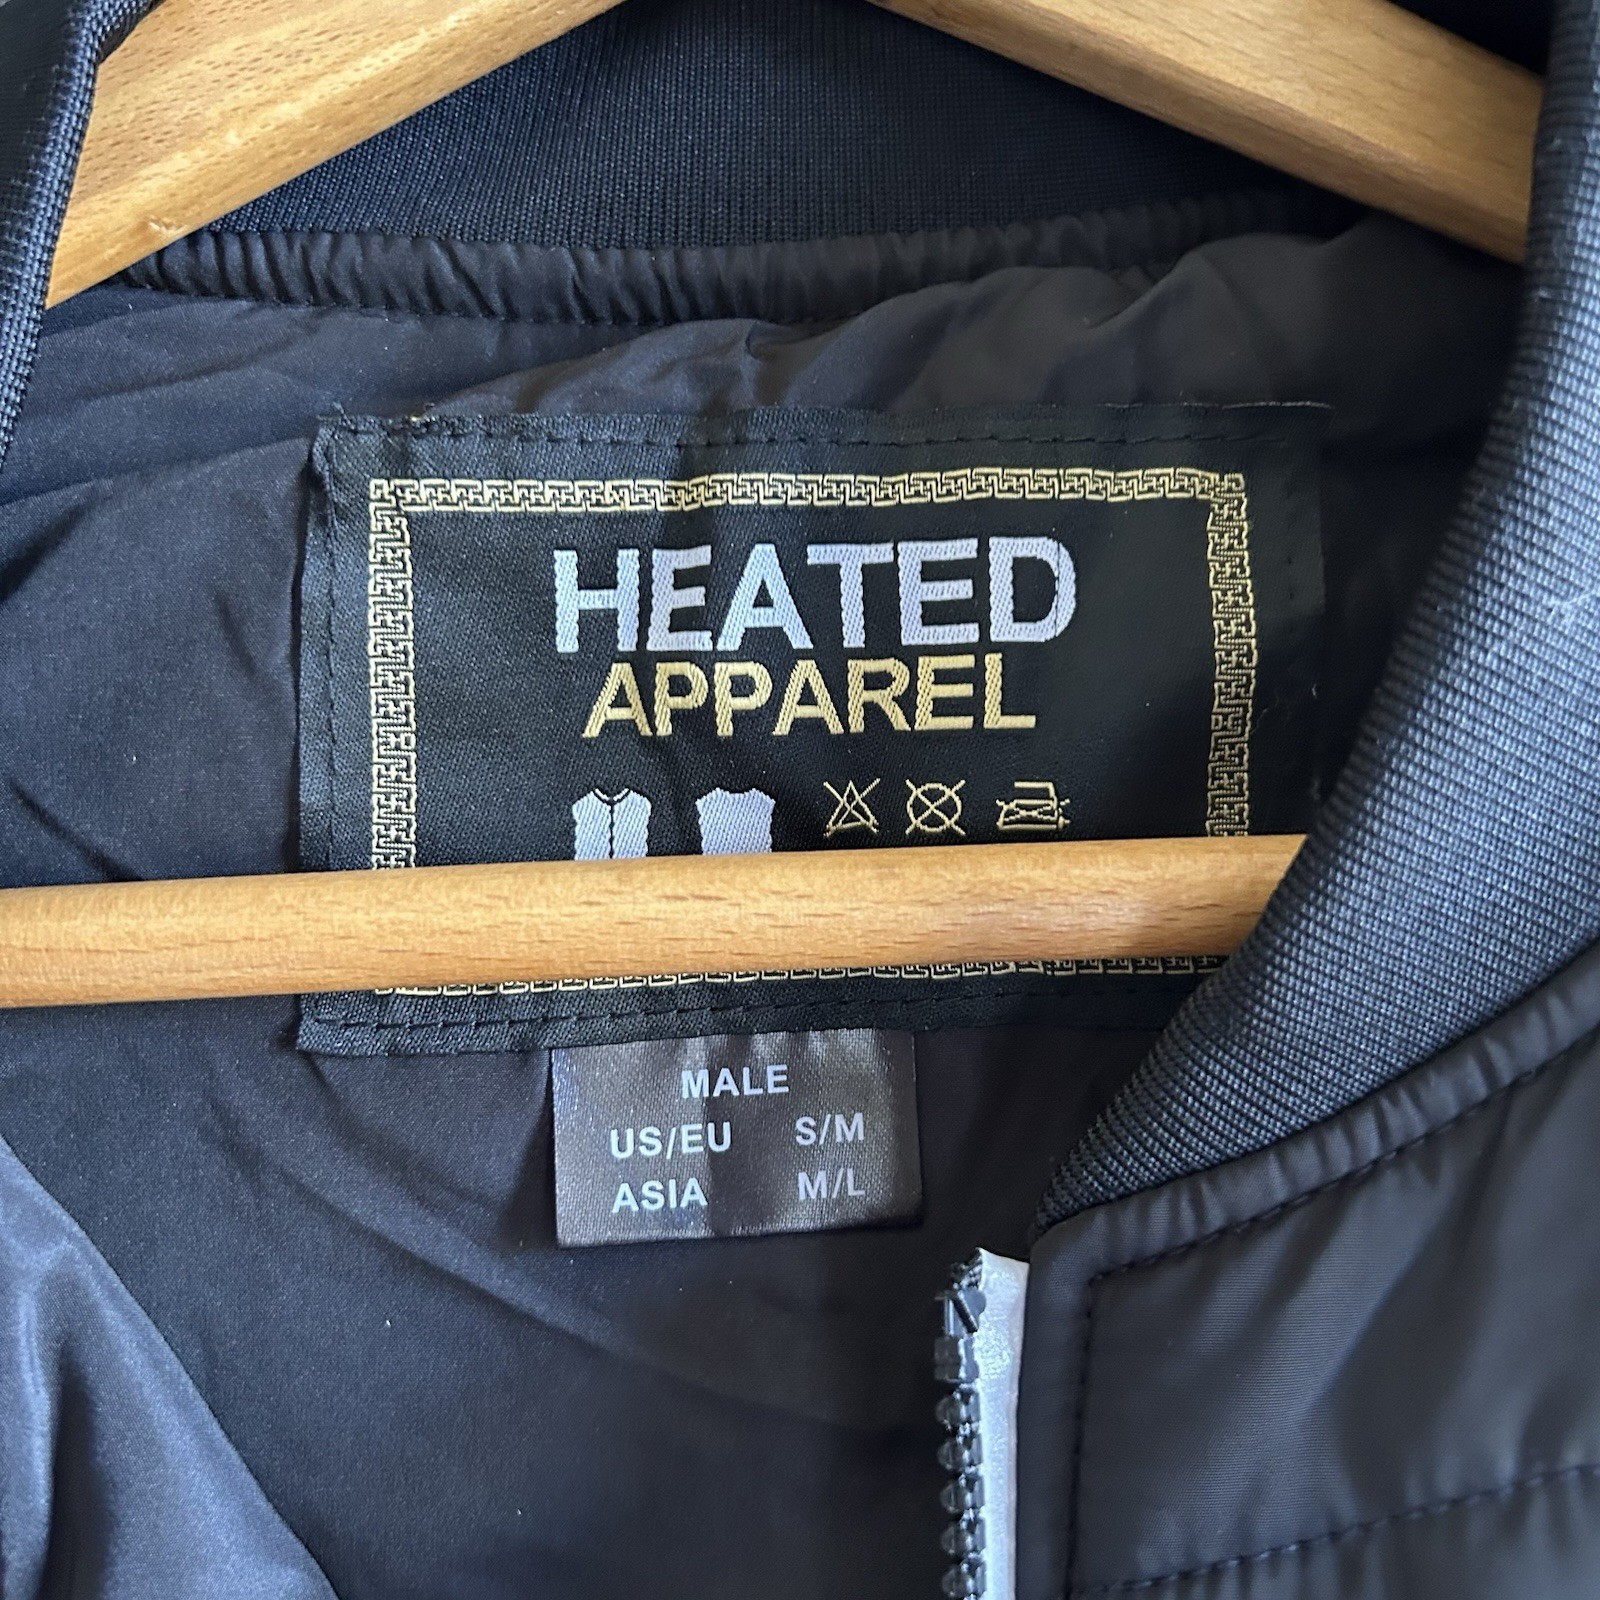 HEATED
APPAREL
MALE
US/EU S/M
ASIA M/L